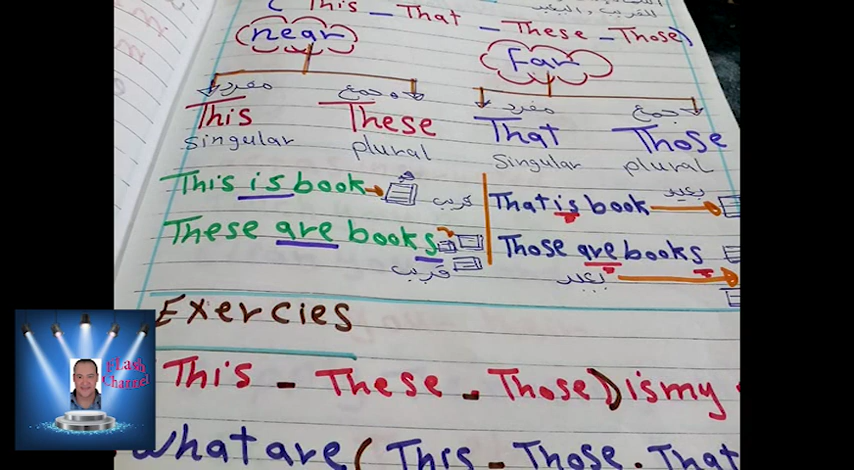 ( This – That – These – Those)
near
Far
مفرد جمع مفرد جمع
This These That Those
singular plural Singular plural
This is book قريب
That is book بعيد
These are books قريب
Those are books بعيد
Exercies
This – These – Those) is my
What are ( This – Those – That
fLash
Channel